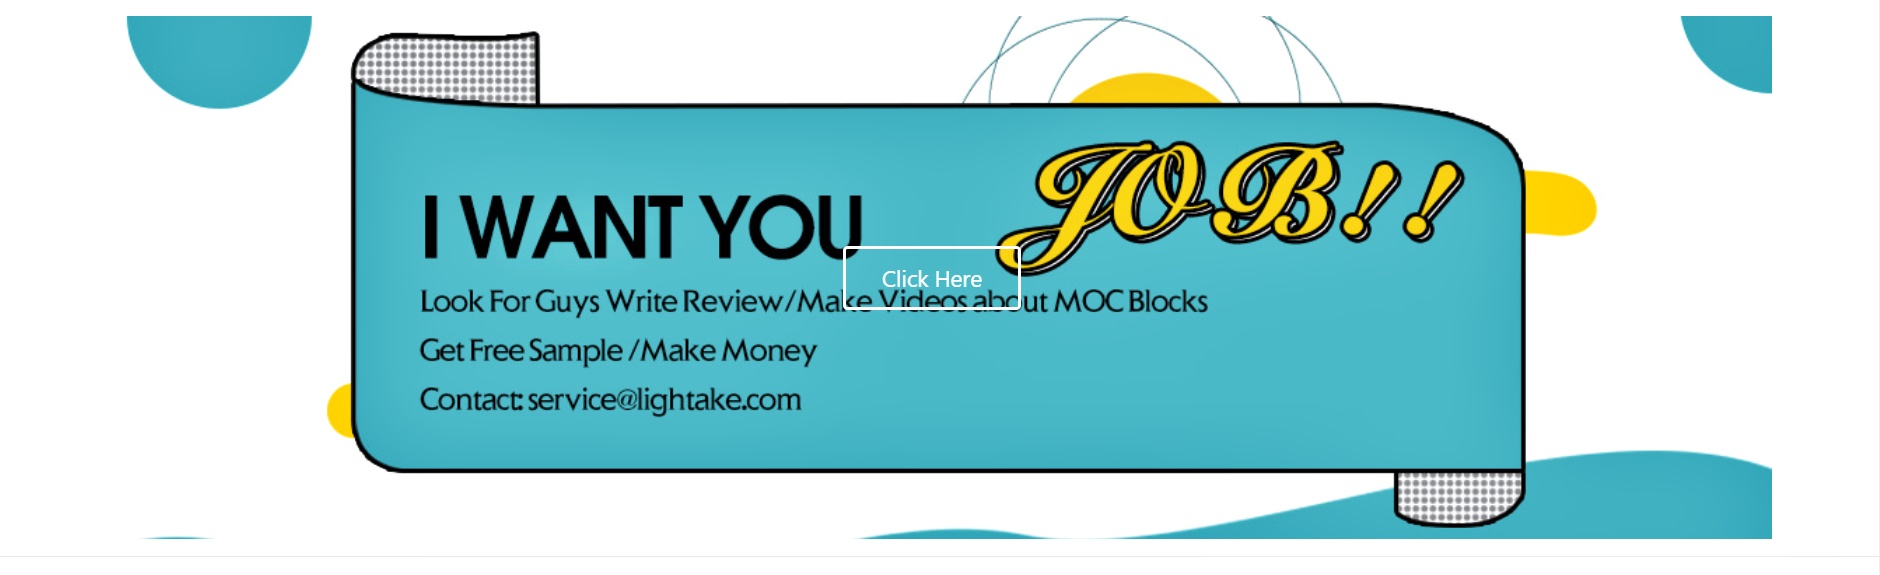 JOB!!
I WANT YOU
Click Here
Look For Guys Write Review/Make Videos about MOC Blocks
Get Free Sample /Make Money
Contact: service@lightake.com